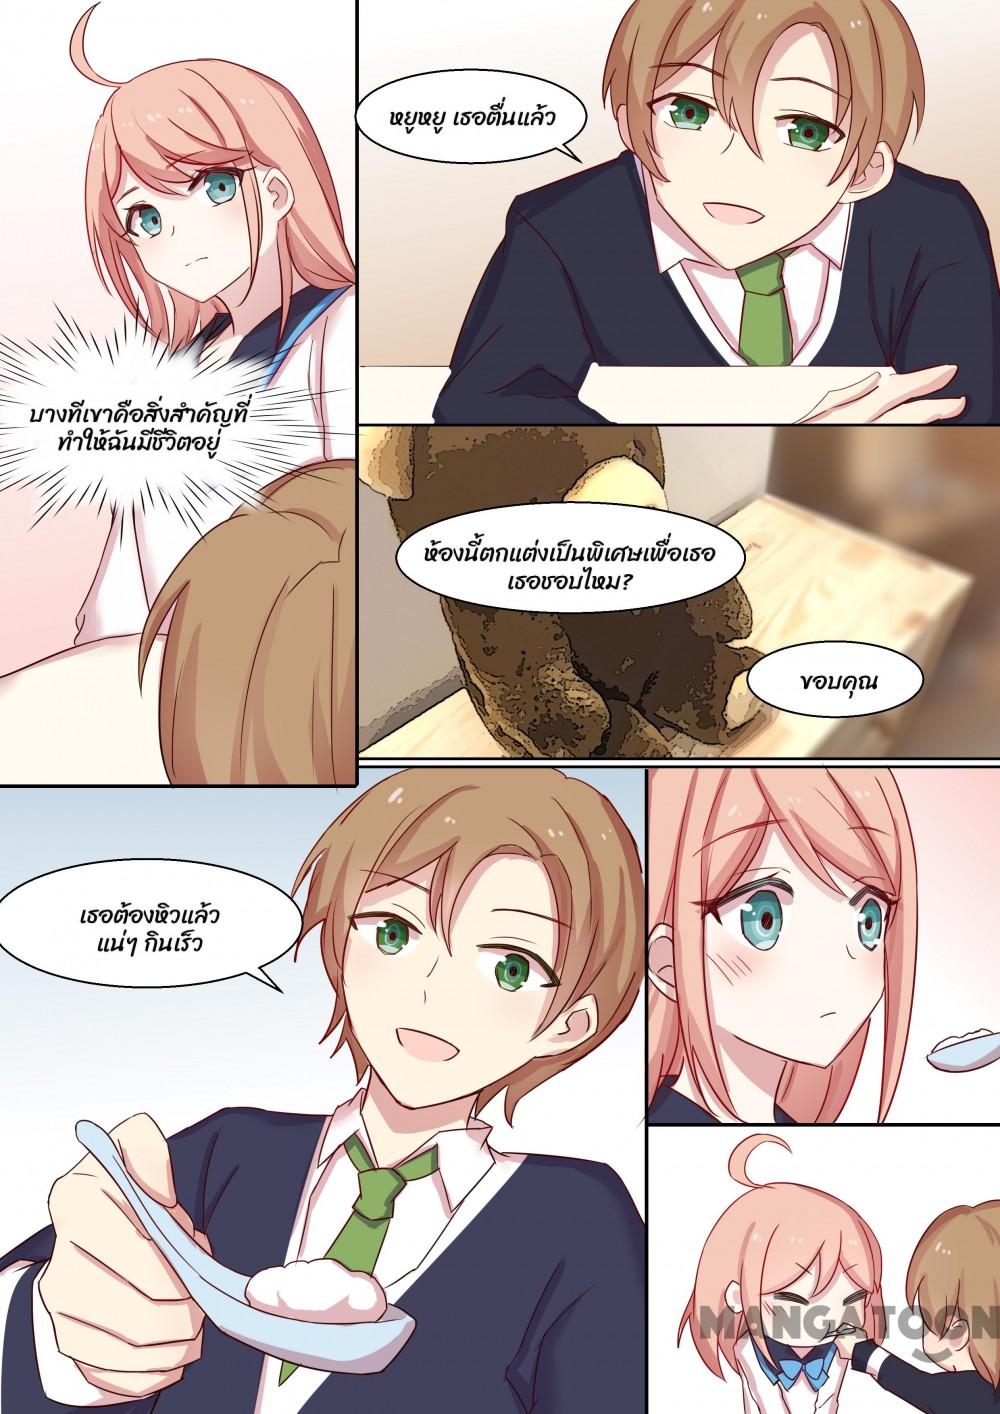 หยูหยู เธอตื่นแล้ว
บางทีเขาคือสิ่งสำคัญที่
ทำให้ฉันมีชีวิตอยู่
ห้องนี้ตกแต่งเป็นพิเศษเพื่อเธอ
เธอชอบไหม?
ขอบคุณ
เธอต้องหิวแล้ว
แน่ๆ กินเร็ว
MANGATOON